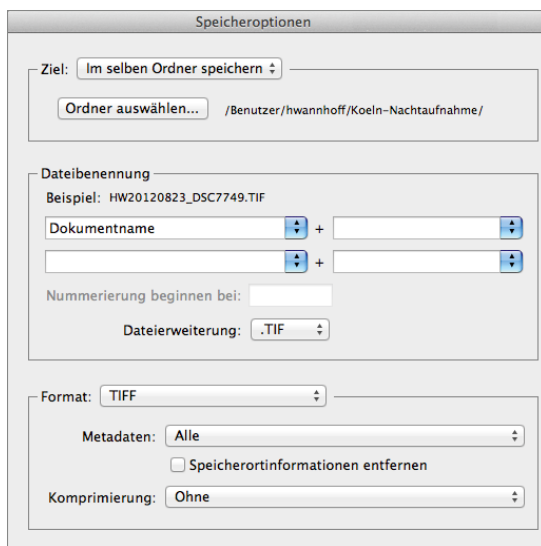 Speicheroptionen
Ziel: Im selben Ordner speichern
Ordner auswählen... /Benutzer/hwannhoff/Koeln-Nachtaufnahme/
Dateibenennung
Beispiel: HW20120823_DSC7749.TIF
Dokumentname +
+
Nummerierung beginnen bei:
Dateierweiterung: .TIF
Format: TIFF
Metadaten: Alle
Speicherortinformationen entfernen
Komprimierung: Ohne